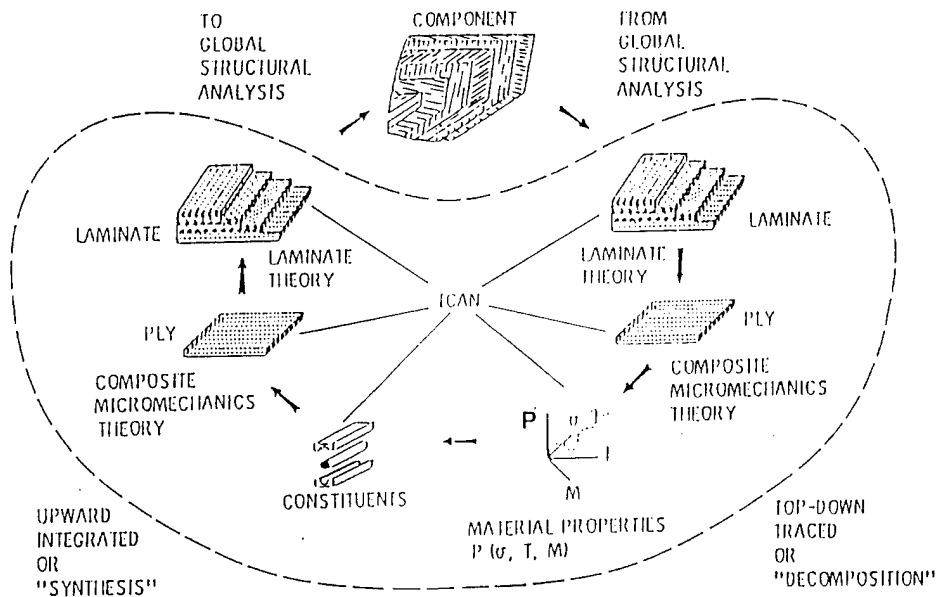 TO
GLOBAL
STRUCTURAL
ANALYSIS
COMPONENT
FROM
GLOBAL
STRUCTURAL
ANALYSIS
LAMINATE
LAMINATE
THEORY
LAMINATE
LAMINATE
THEORY
ICAN
PLY
PLY
COMPOSITE
MICROMECHANICS
THEORY
COMPOSITE
MICROMECHANICS
THEORY
P
σ
T
M
CONSTITUENTS
MATERIAL PROPERTIES
P (σ, T, M)
UPWARD
INTEGRATED
OR
"SYNTHESIS"
TOP-DOWN
TRACED
OR
"DECOMPOSITION"